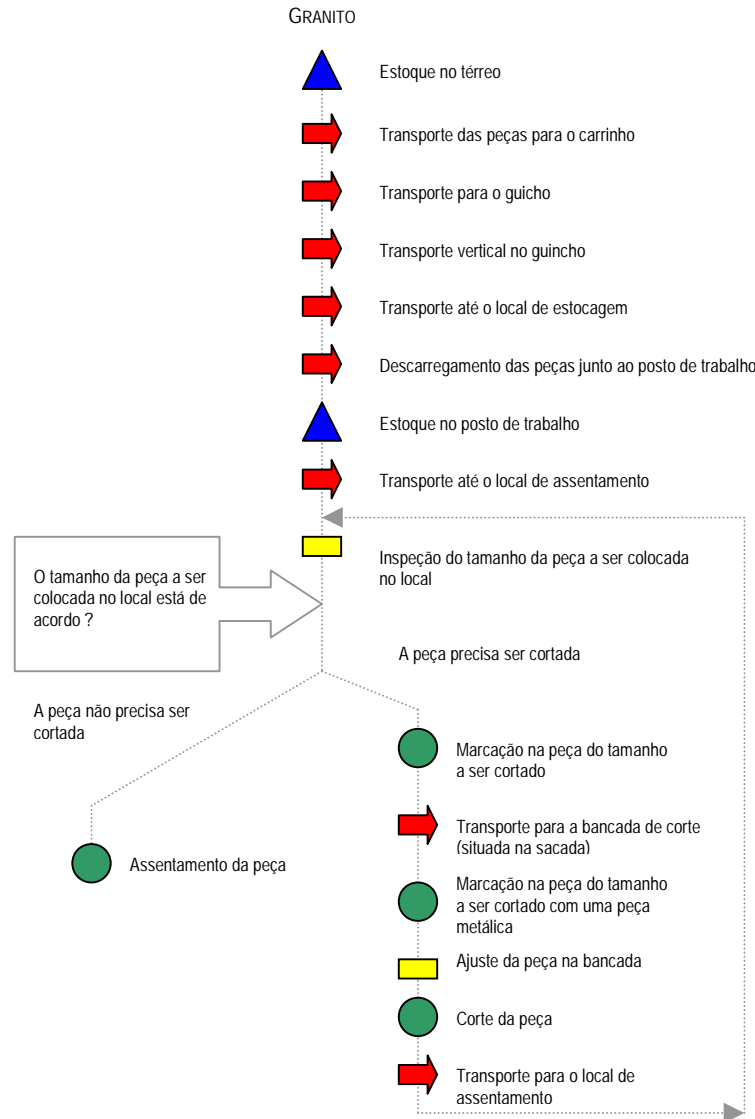 GRANITO
Estoque no térreo
Transporte das peças para o carrinho
Transporte para o guicho
Transporte vertical no guincho
Transporte até o local de estocagem
Descarregamento das peças junto ao posto de trabalho
Estoque no posto de trabalho
Transporte até o local de assentamento
Inspeção do tamanho da peça a ser colocada
no local
O tamanho da peça a ser
colocada no local está de
acordo ?
A peça precisa ser cortada
A peça não precisa ser
cortada
Marcação na peça do tamanho
a ser cortado
Transporte para a bancada de corte
(situada na sacada)
Assentamento da peça
Marcação na peça do tamanho
a ser cortado com uma peça
metálica
Ajuste da peça na bancada
Corte da peça
Transporte para o local de
assentamento